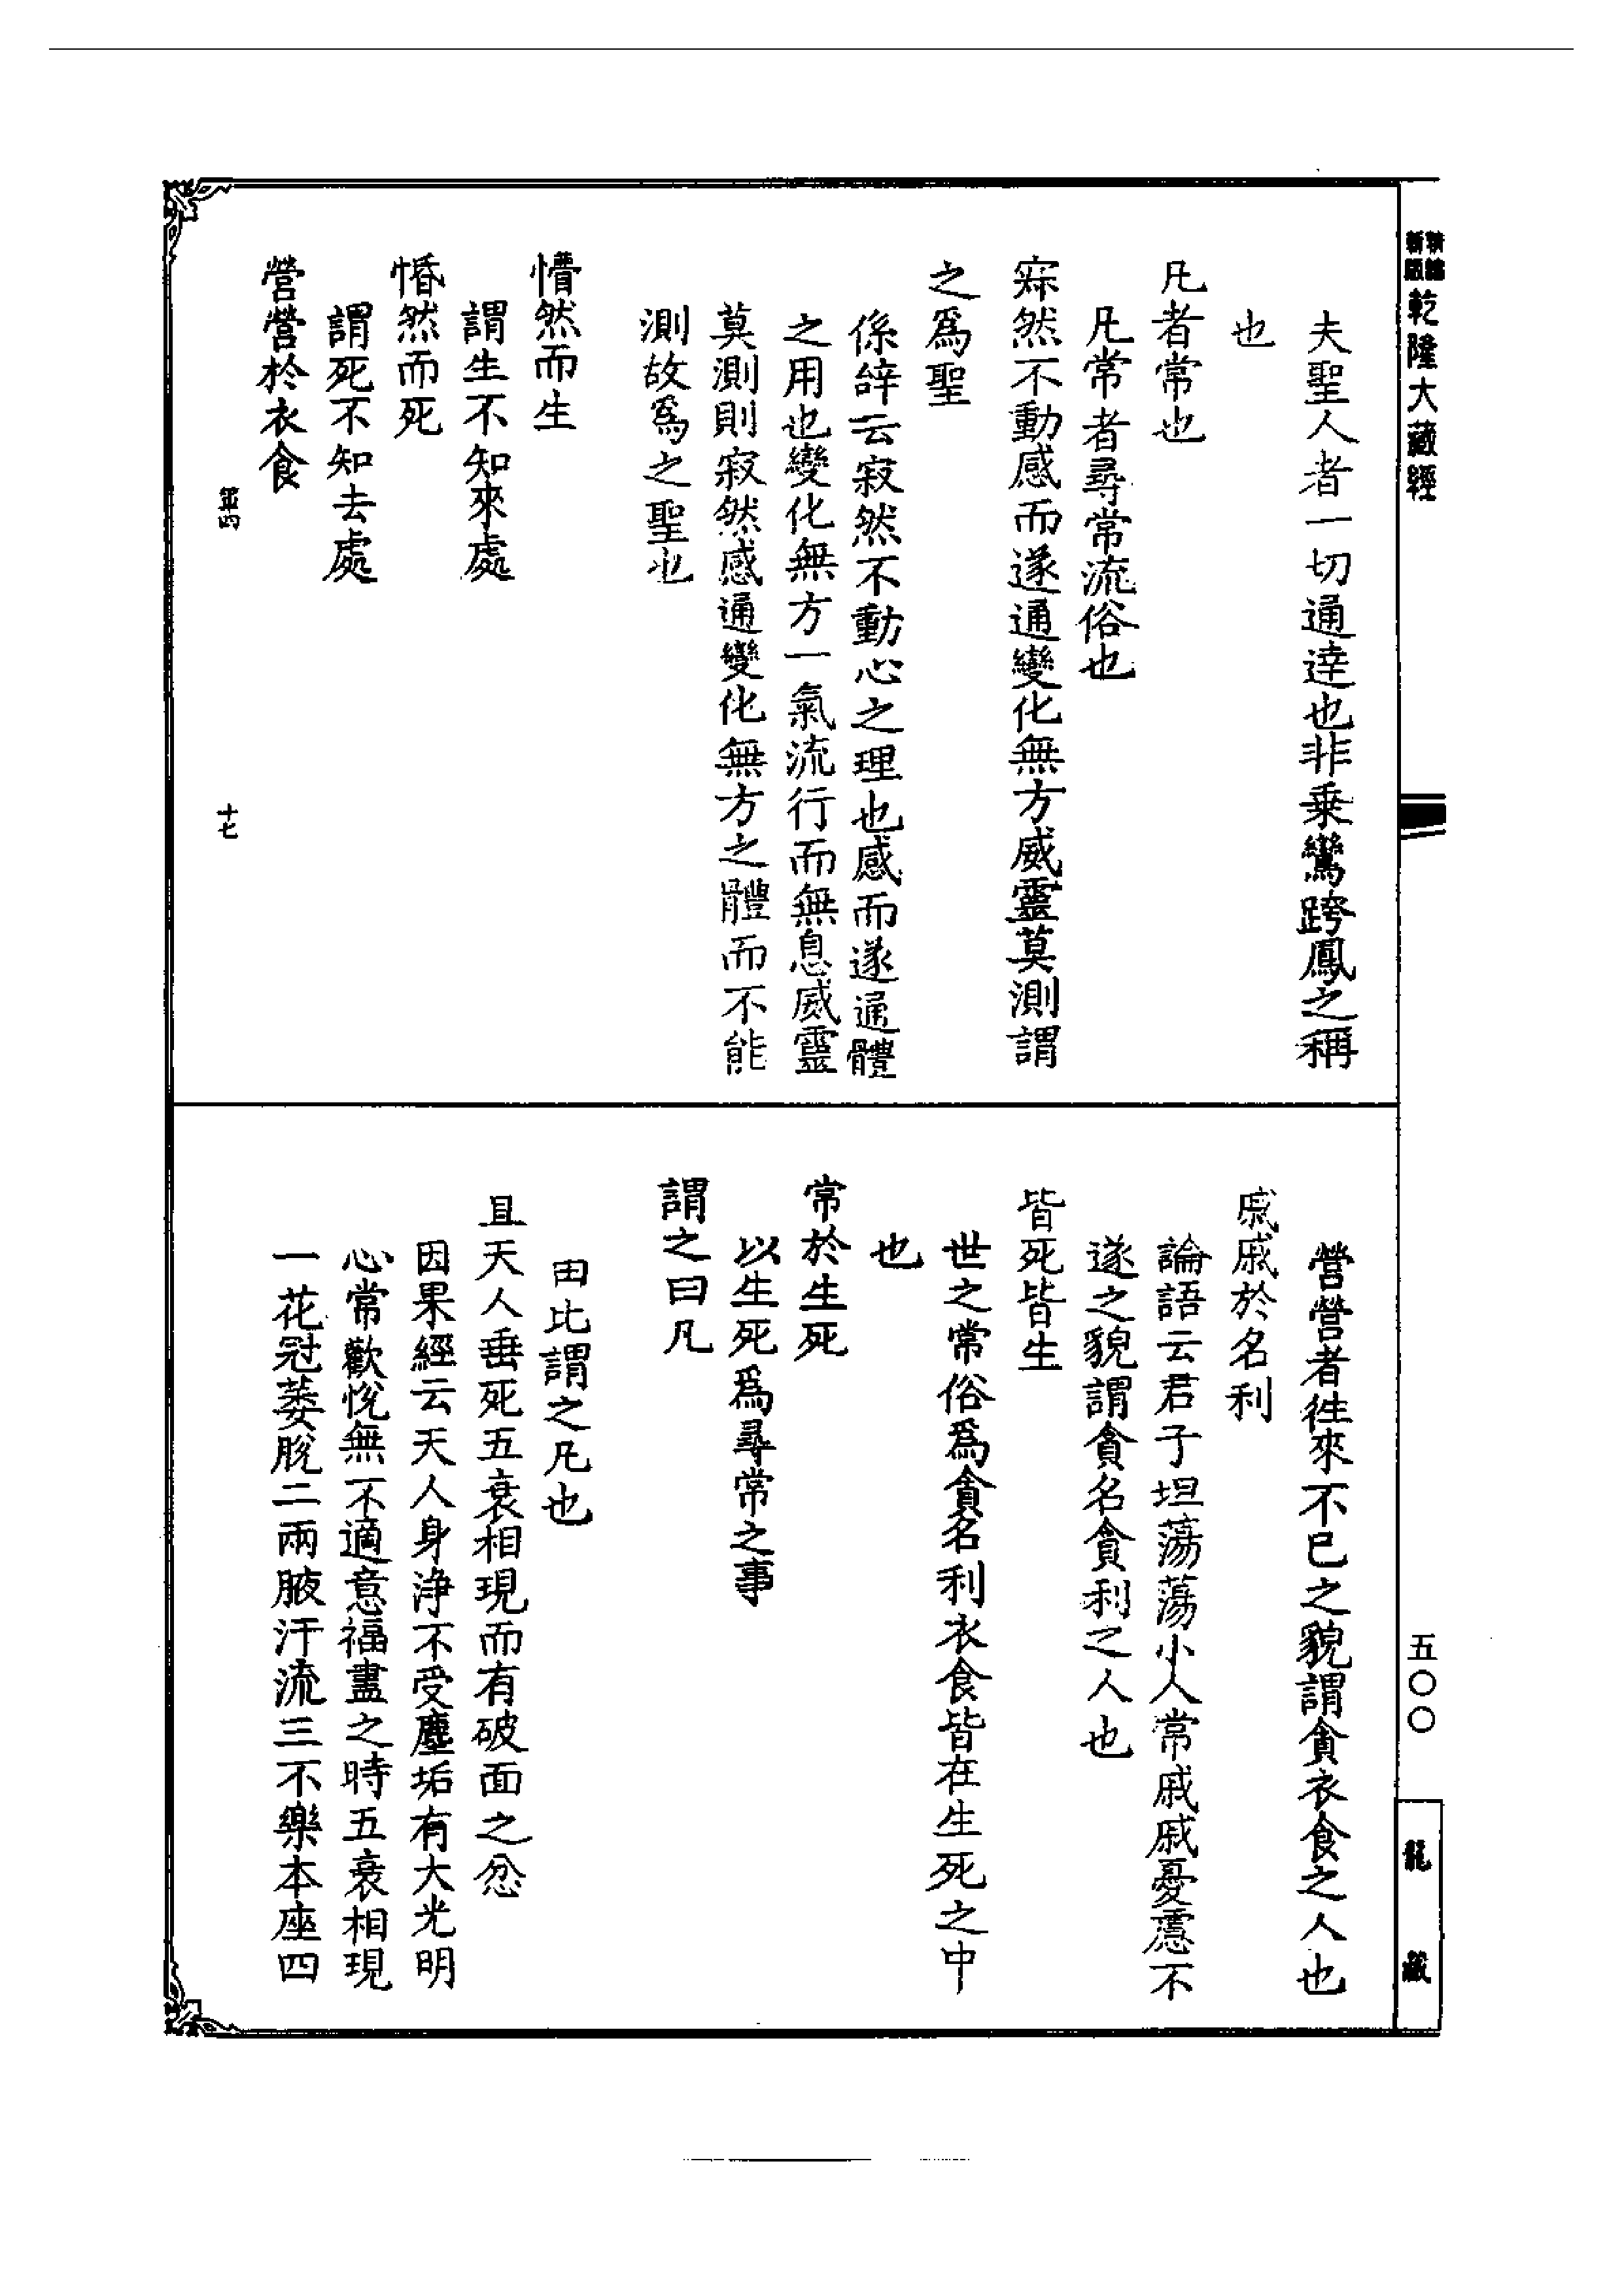 乾隆大藏經
夫聖人者一切通達也非乗鸞跨鳳之稱
也
凡者常也
凡常者尋常流俗也
寂然不動感而遂通變化無方威靈莫測謂
之爲聖
係辝云寂然不動心之理也感而遂通體
之用也變化無方一氣流行而無息威靈
莫測則寂然感通變化無方之體而不能
測故爲之聖也
懵然而生
謂生不知來處
惛然而死
謂死不知去處
營營於衣食
第四
十七
營營者徃來不已之貌謂貪衣食之人也
戚戚於名利
論語云君子坦蕩蕩小人常戚戚憂慝不
遂之貌謂貪名貪利之人也
皆死皆生
世之常俗爲貪名利衣食皆在生死之中
也
常於生死
以生死爲尋常之事
謂之曰凡
由比謂之凡也
且天人垂死五衰相現而有破面之忿
因果經云天人身浄不受塵垢有大光明
心常歡悅無不適意福盡之時五衰相現
一花冠萎脫二兩腋汗流三不樂本座四
五〇〇
龍藏